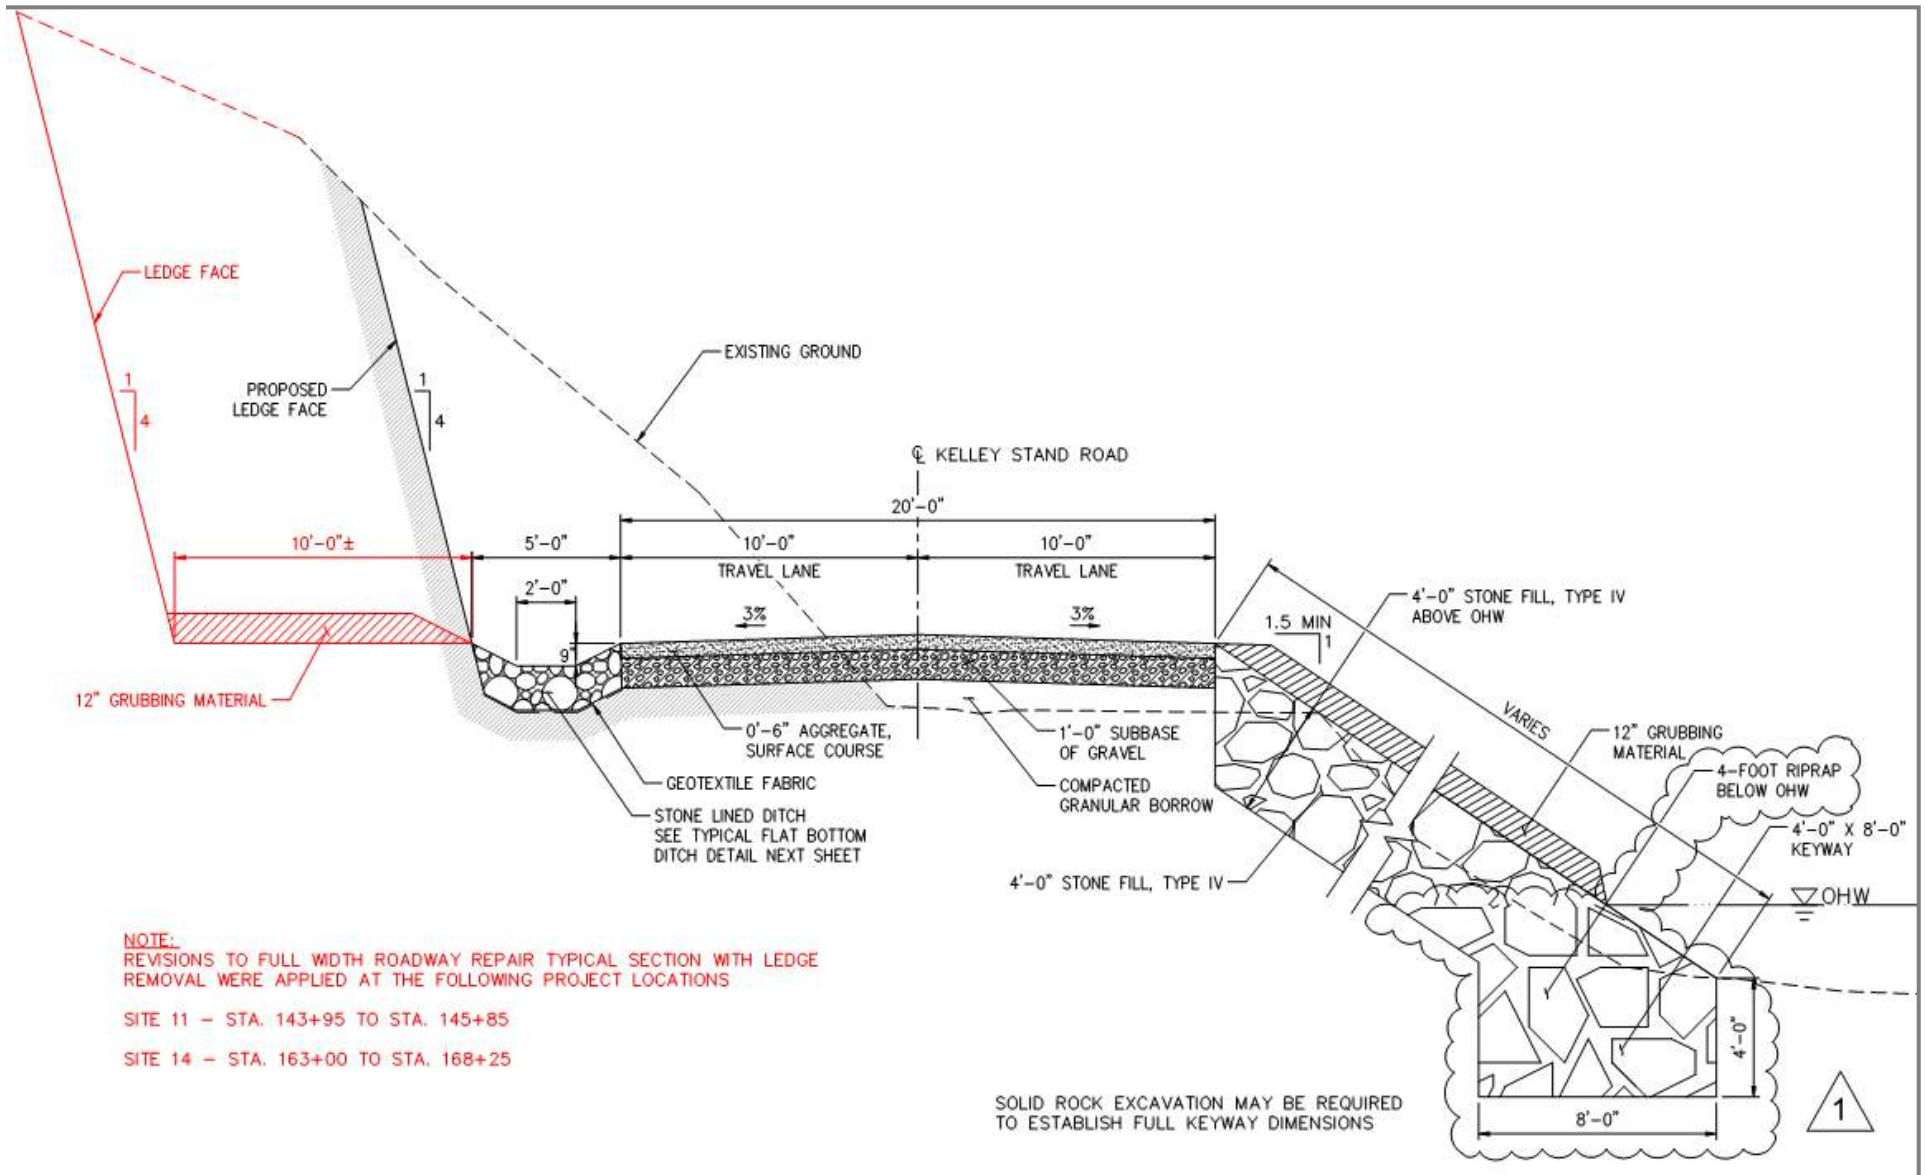 LEDGE FACE
1
4
PROPOSED
LEDGE FACE
1
4
EXISTING GROUND
℄ KELLEY STAND ROAD
20'-0"
10'-0"±
5'-0"
10'-0"
10'-0"
TRAVEL LANE
TRAVEL LANE
2'-0"
3%
3%
9"
1.5 MIN
1
4'-0" STONE FILL, TYPE IV
ABOVE OHW
VARIES
12" GRUBBING MATERIAL
0'-6" AGGREGATE,
SURFACE COURSE
1'-0" SUBBASE
OF GRAVEL
12" GRUBBING
MATERIAL
4-FOOT RIPRAP
BELOW OHW
GEOTEXTILE FABRIC
COMPACTED
GRANULAR BORROW
STONE LINED DITCH
SEE TYPICAL FLAT BOTTOM
DITCH DETAIL NEXT SHEET
4'-0" X 8'-0"
KEYWAY
4'-0" STONE FILL, TYPE IV
OHW
NOTE:
REVISIONS TO FULL WIDTH ROADWAY REPAIR TYPICAL SECTION WITH LEDGE
REMOVAL WERE APPLIED AT THE FOLLOWING PROJECT LOCATIONS
SITE 11 – STA. 143+95 TO STA. 145+85
SITE 14 – STA. 163+00 TO STA. 168+25
4'-0"
SOLID ROCK EXCAVATION MAY BE REQUIRED
TO ESTABLISH FULL KEYWAY DIMENSIONS
8'-0"
1